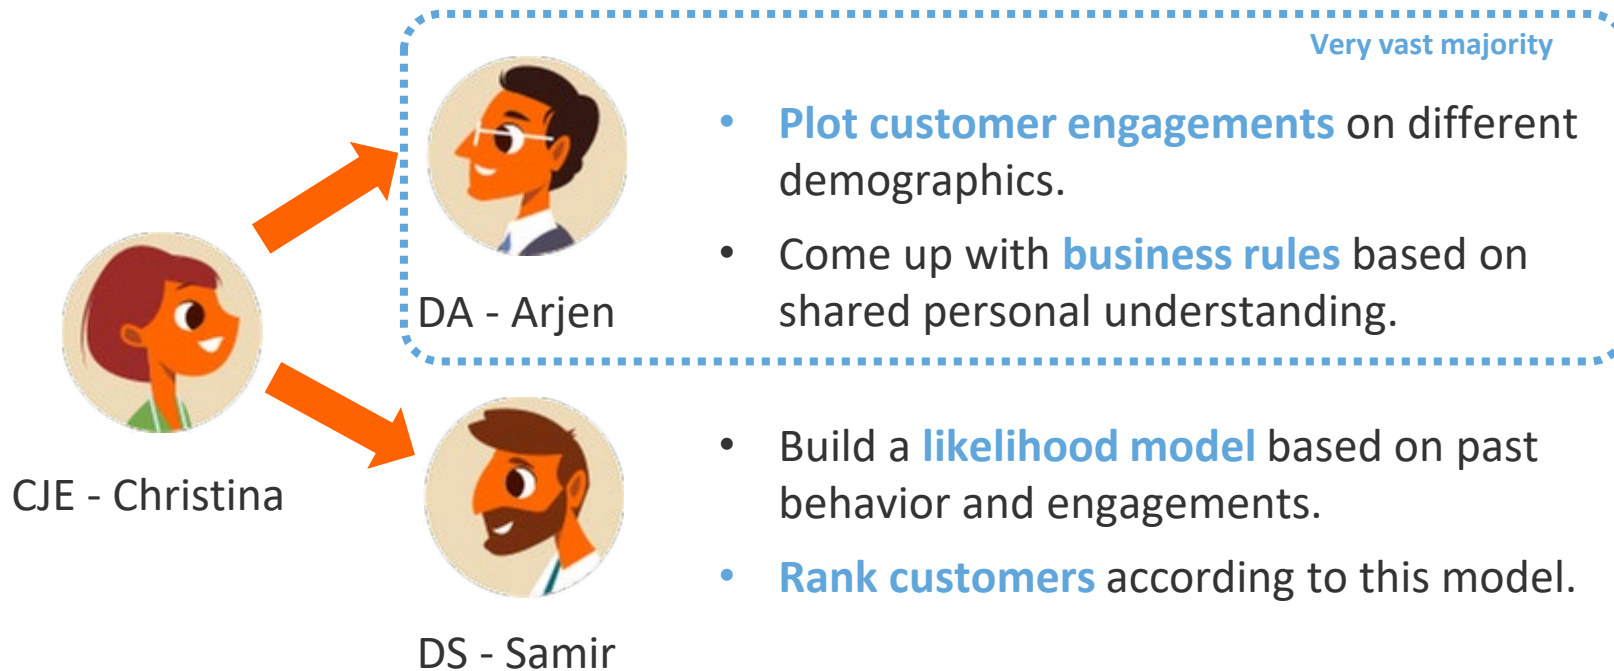 Very vast majority
• Plot customer engagements on different
demographics.
• Come up with business rules based on
shared personal understanding.
DA - Arjen
CJE - Christina
• Build a likelihood model based on past
behavior and engagements.
• Rank customers according to this model.
DS - Samir